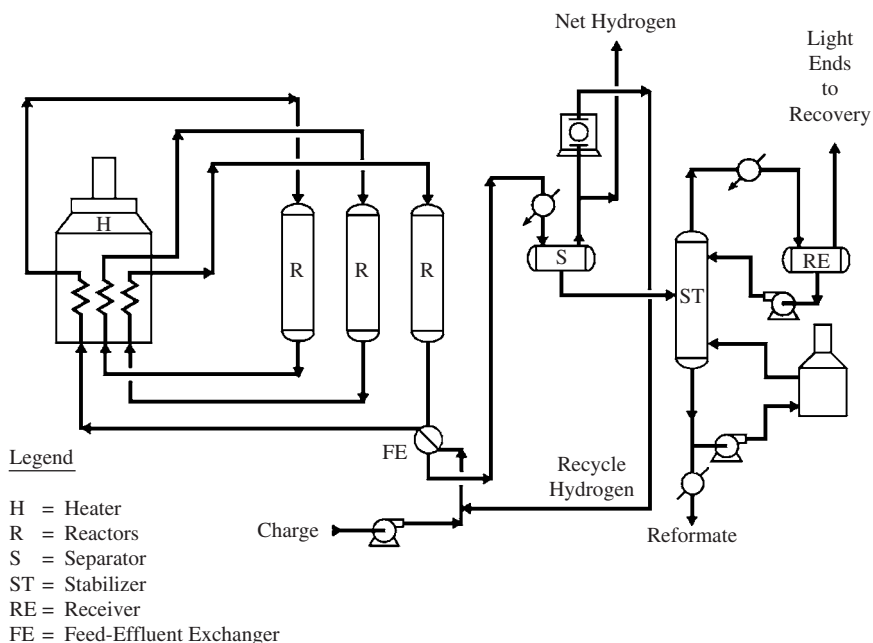 Net Hydrogen
Light
Ends
to
Recovery
H
R
R
R
S
ST
RE
FE
Recycle
Hydrogen
Charge
Reformate
Legend
H = Heater
R = Reactors
S = Separator
ST = Stabilizer
RE = Receiver
FE = Feed-Effluent Exchanger